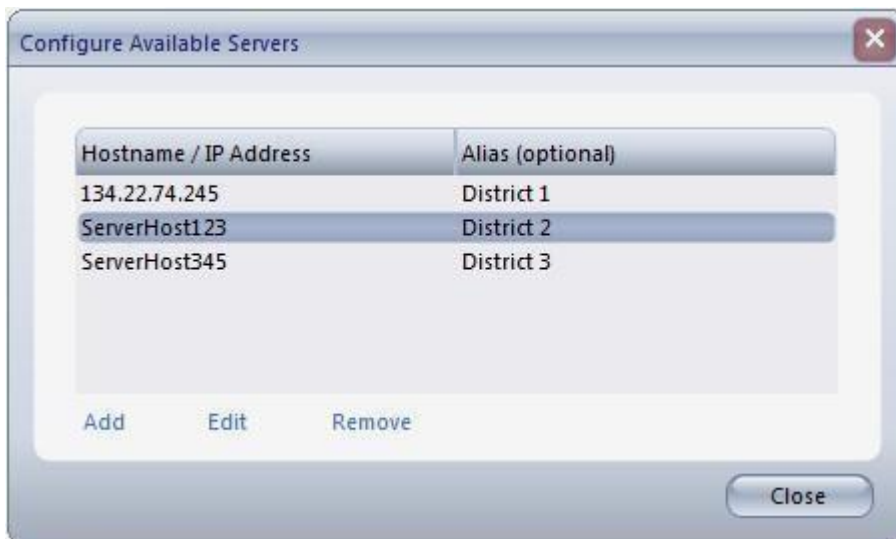 Configure Available Servers
Hostname / IP Address Alias (optional)
134.22.74.245 District 1
ServerHost123 District 2
ServerHost345 District 3
Add Edit Remove
Close